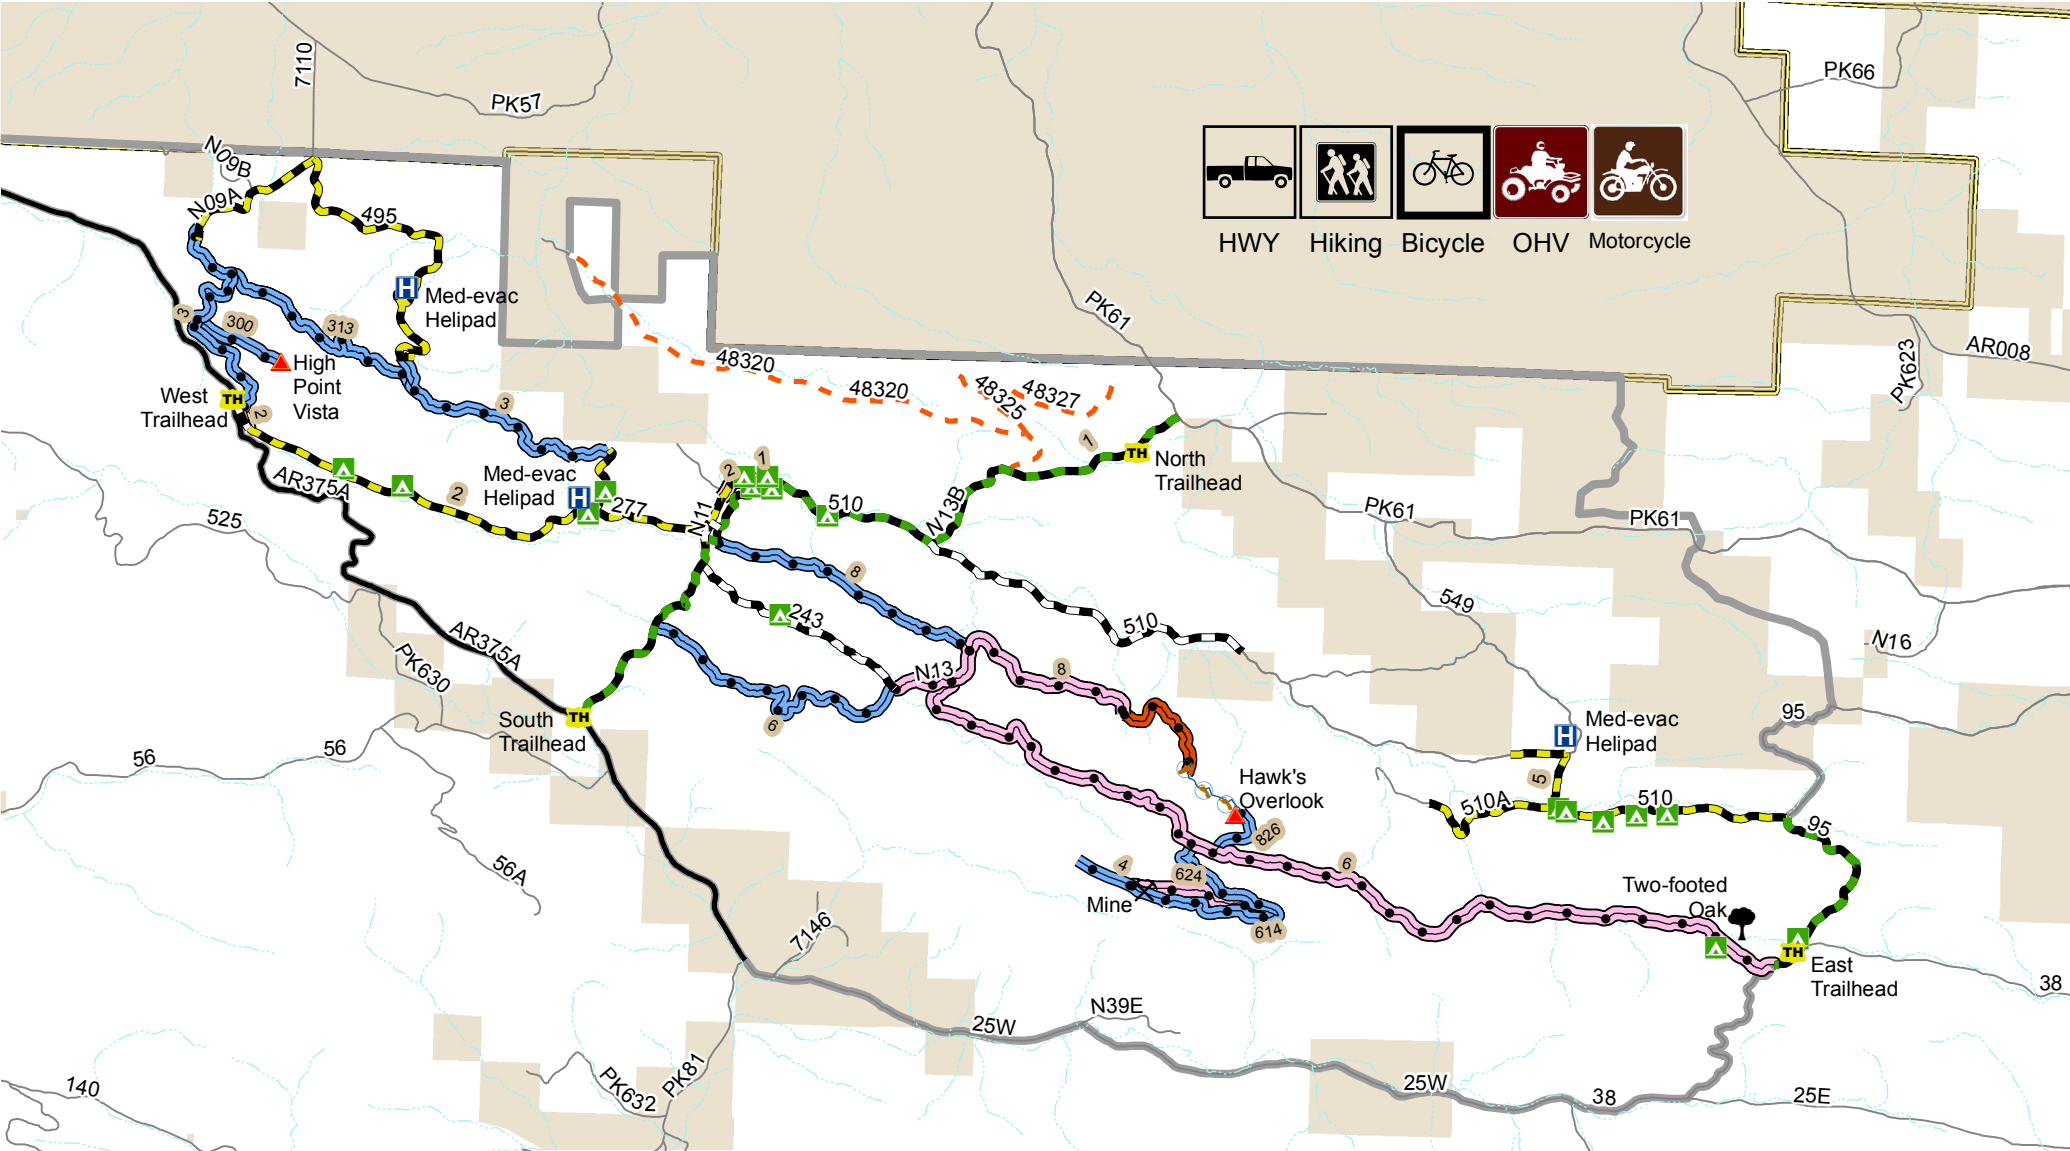 7110
PK57
PK66
N09B
N09A
495
HWY
Hiking
Bicycle
OHV
Motorcycle
H
Med-evac
Helipad
PK61
3
300
313
High
Point
Vista
West
Trailhead
TH
2
3
48320
48320
48325
48327
1
TH
North
Trailhead
PK623
AR008
AR375A
2
Med-evac
Helipad
H
277
N11
2
1
510
N13B
525
PK61
PK61
8
243
510
549
N16
AR375A
PK630
N13
8
6
South
Trailhead
TH
56
56
56A
95
Med-evac
Helipad
H
5
510A
510
95
Hawk's
Overlook
826
6
4
624
Mine
614
Two-footed
Oak
TH
East
Trailhead
38
7146
25W
N39E
25W
38
25E
140
PK632
PK81